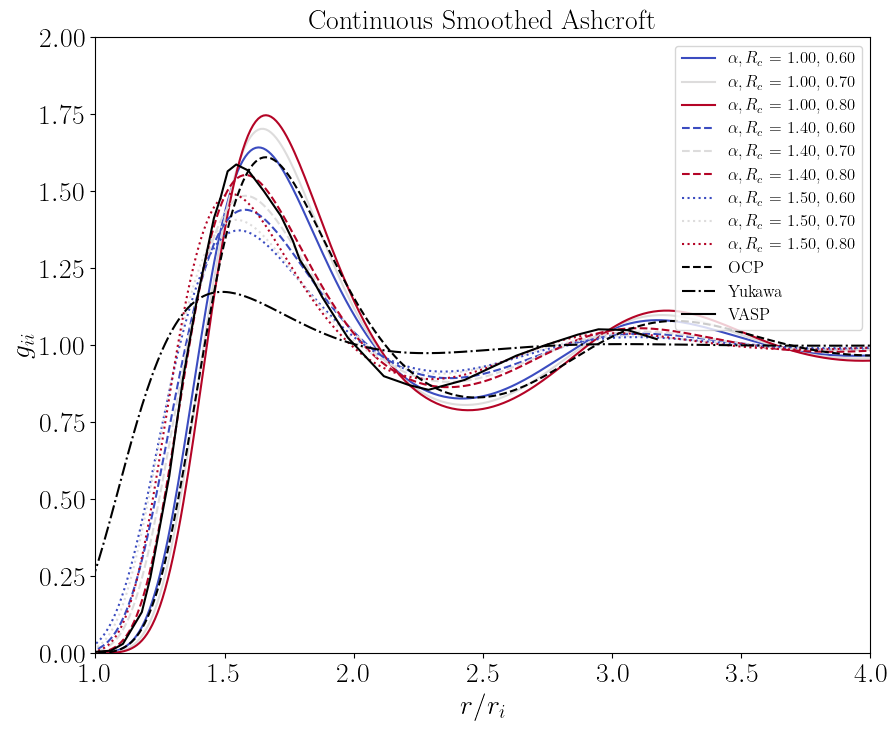 Continuous Smoothed Ashcroft
2.00
1.75
1.50
1.25
1.00
0.75
0.50
0.25
0.00
g_{ii}
1.0
1.5
2.0
2.5
3.0
3.5
4.0
r/r_i
α, R_c = 1.00, 0.60
α, R_c = 1.00, 0.70
α, R_c = 1.00, 0.80
α, R_c = 1.40, 0.60
α, R_c = 1.40, 0.70
α, R_c = 1.40, 0.80
α, R_c = 1.50, 0.60
α, R_c = 1.50, 0.70
α, R_c = 1.50, 0.80
OCP
Yukawa
VASP